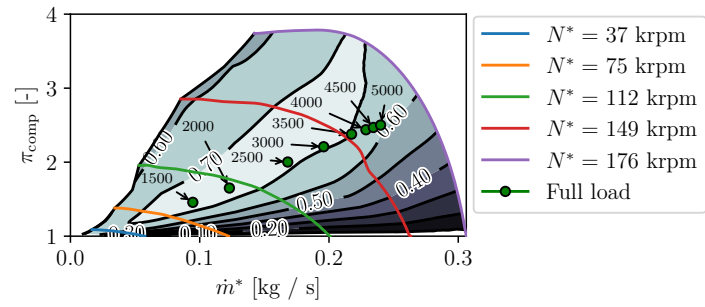 4
3
2
1
π_comp [-]
0.0
0.1
0.2
0.3
ṁ* [kg / s]
0.60
0.70
0.60
0.50
0.40
0.20
0.20
1500
2000
2500
3000
3500
4000
4500
5000
N* = 37 krpm
N* = 75 krpm
N* = 112 krpm
N* = 149 krpm
N* = 176 krpm
Full load